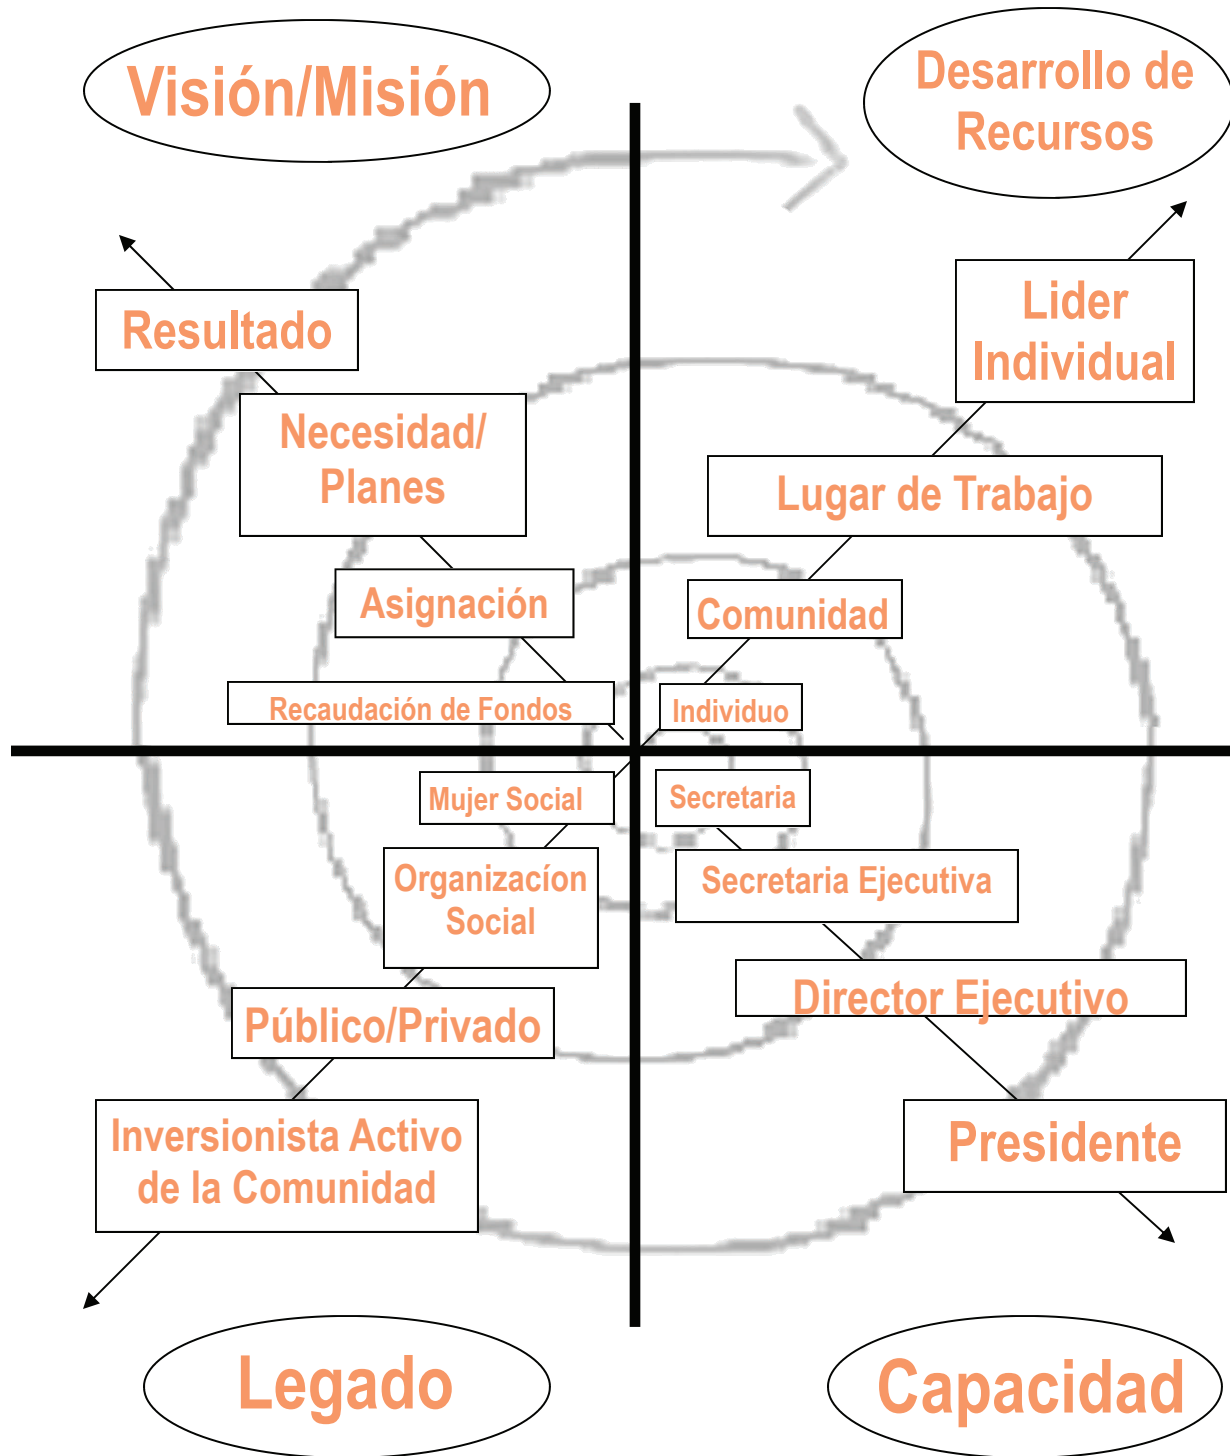 Visión/Misión
Desarrollo de
Recursos
Resultado
Lider
Individual
Necesidad/
Planes
Lugar de Trabajo
Asignación
Comunidad
Recaudación de Fondos
Individuo
Mujer Social
Secretaria
Organizacíon
Social
Secretaria Ejecutiva
Público/Privado
Director Ejecutivo
Inversionista Activo
de la Comunidad
Presidente
Legado
Capacidad